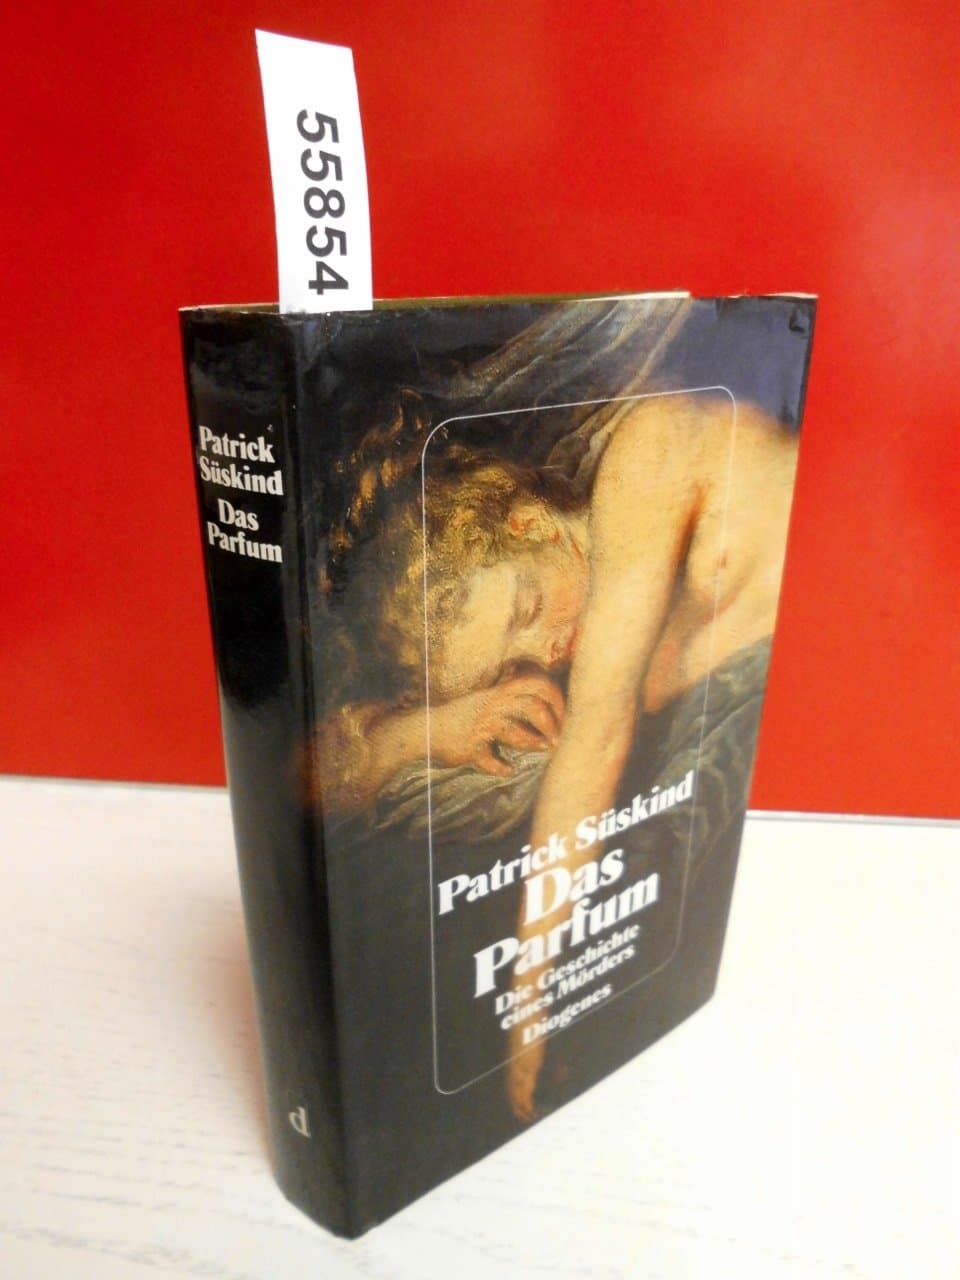 55854
Patrick
Süskind
Das
Parfum
d
Patrick Süskind
Das
Parfum
Die Geschichte
eines Mörders
Diogenes